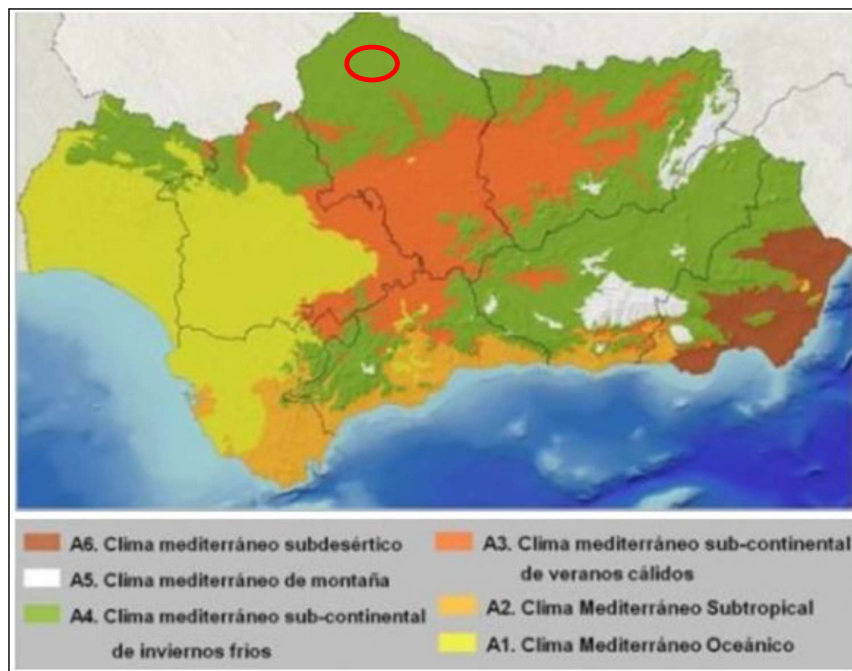 A6. Clima mediterráneo subdesértico
A5. Clima mediterráneo de montaña
A4. Clima mediterráneo sub-continental
de inviernos fríos
A3. Clima mediterráneo sub-continental
de veranos cálidos
A2. Clima Mediterráneo Subtropical
A1. Clima Mediterráneo Oceánico